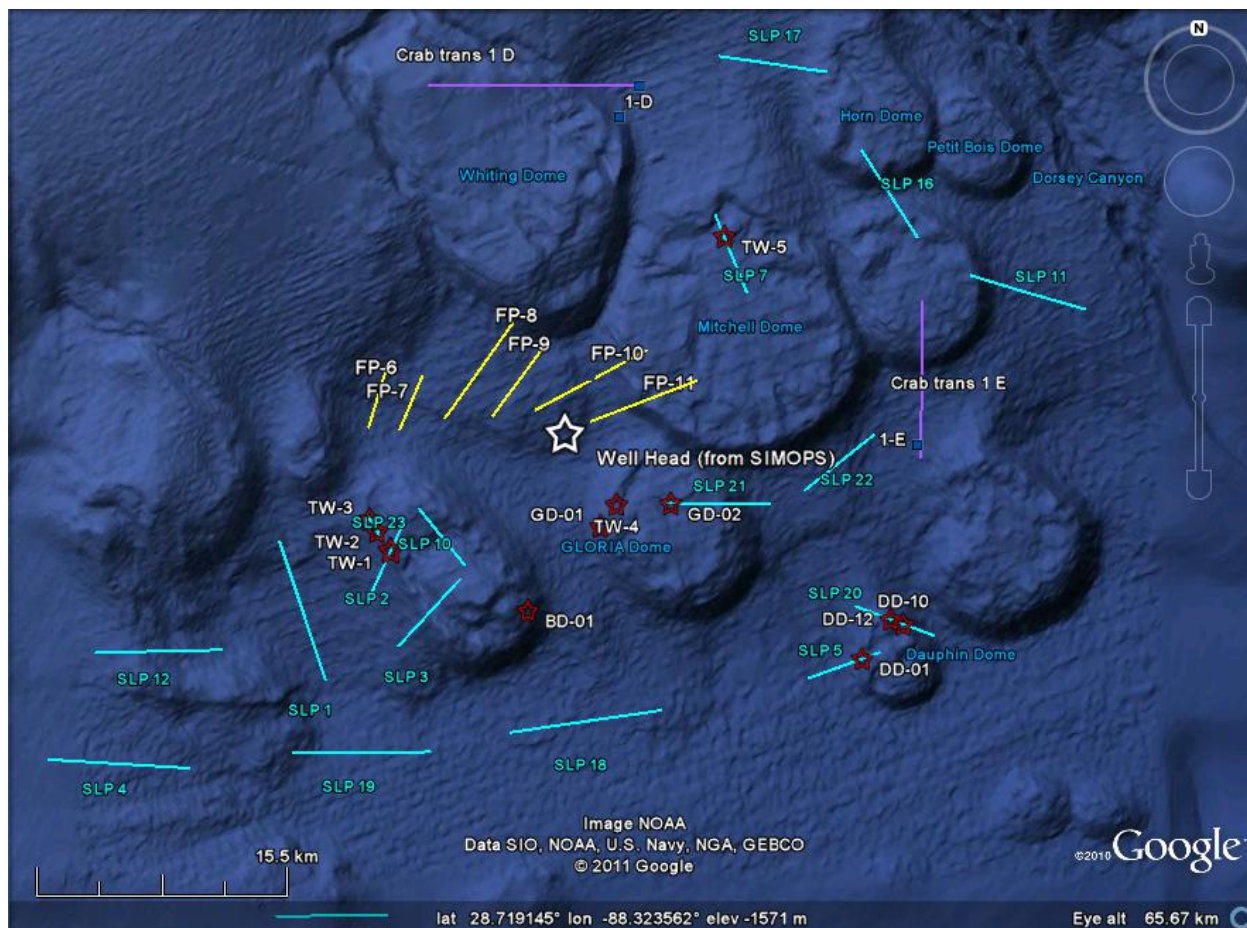 SLP 17
N
Crab trans 1 D
1-D
Horn Dome
Petit Bois Dome
Whiting Dome
Dorsey Canyon
SLP 16
TW-5
SLP 7
SLP 11
FP-8
Mitchell Dome
FP-9
FP-10
FP-6
FP-7
FP-11
Crab trans 1 E
1-E
Well Head (from SIMOPS)
SLP 22
SLP 21
TW-3
GD-01
GD-02
SLP 23
TW-4
TW-2
SLP 10
GLORIA Dome
TW-1
SLP 20
SLP 2
DD-10
BD-01
DD-12
SLP 5
Dauphin Dome
DD-01
SLP 12
SLP 3
SLP 1
SLP 18
SLP 4
SLP 19
Image NOAA
Data SIO, NOAA, U.S. Navy, NGA, GEBCO
© 2011 Google
15.5 km
©2010 Google
lat 28.719145° lon -88.323562° elev -1571 m
Eye alt 65.67 km